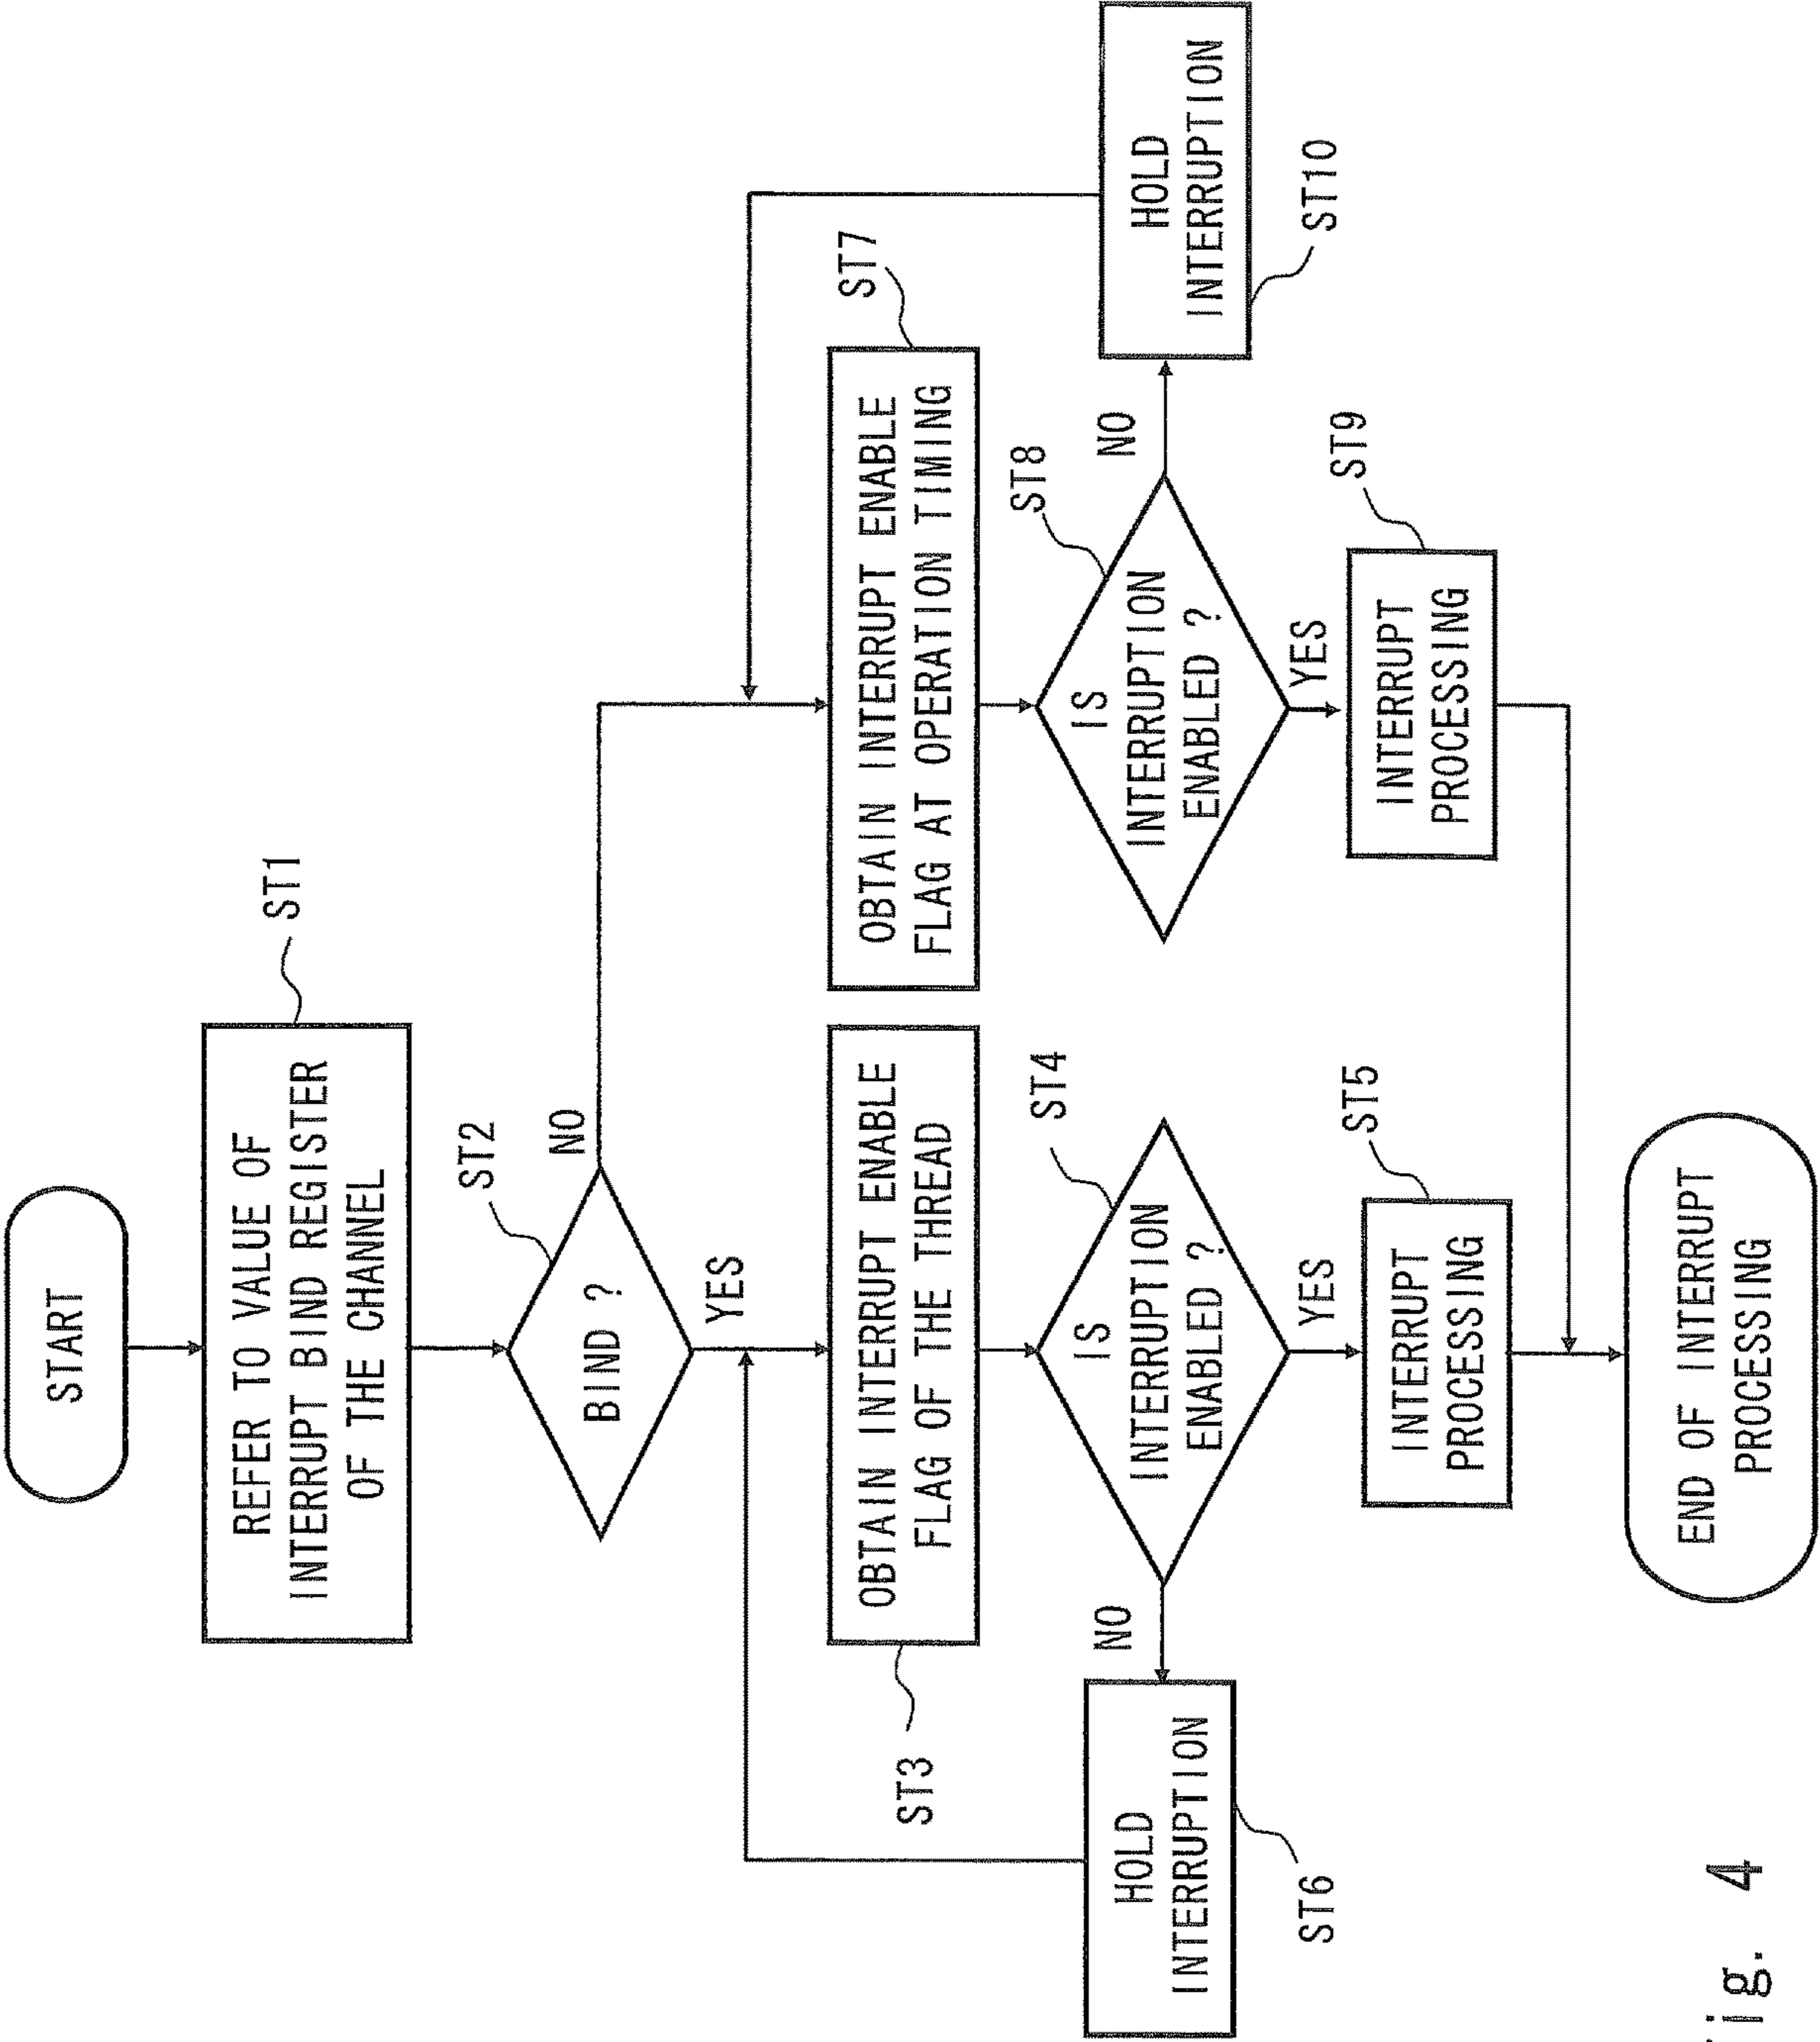 START
REFER TO VALUE OF
INTERRUPT BIND REGISTER
OF THE CHANNEL
ST1
BIND ?
ST2
NO
YES
OBTAIN INTERRUPT ENABLE
FLAG OF THE THREAD
ST3
IS
INTERRUPTION
ENABLED ?
ST4
NO
YES
HOLD
INTERRUPTION
ST6
INTERRUPT
PROCESSING
ST5
OBTAIN INTERRUPT ENABLE
FLAG AT OPERATION TIMING
ST7
IS
INTERRUPTION
ENABLED ?
ST8
NO
YES
HOLD
INTERRUPTION
ST10
INTERRUPT
PROCESSING
ST9
END OF INTERRUPT
PROCESSING
Fig. 4